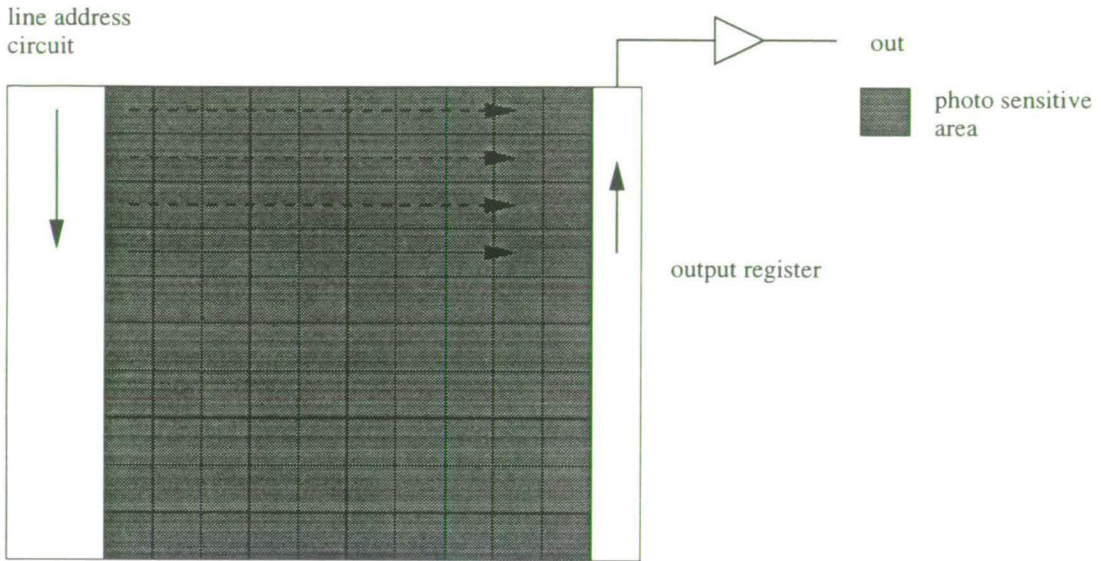 line address
circuit
out
photo sensitive
area
output register